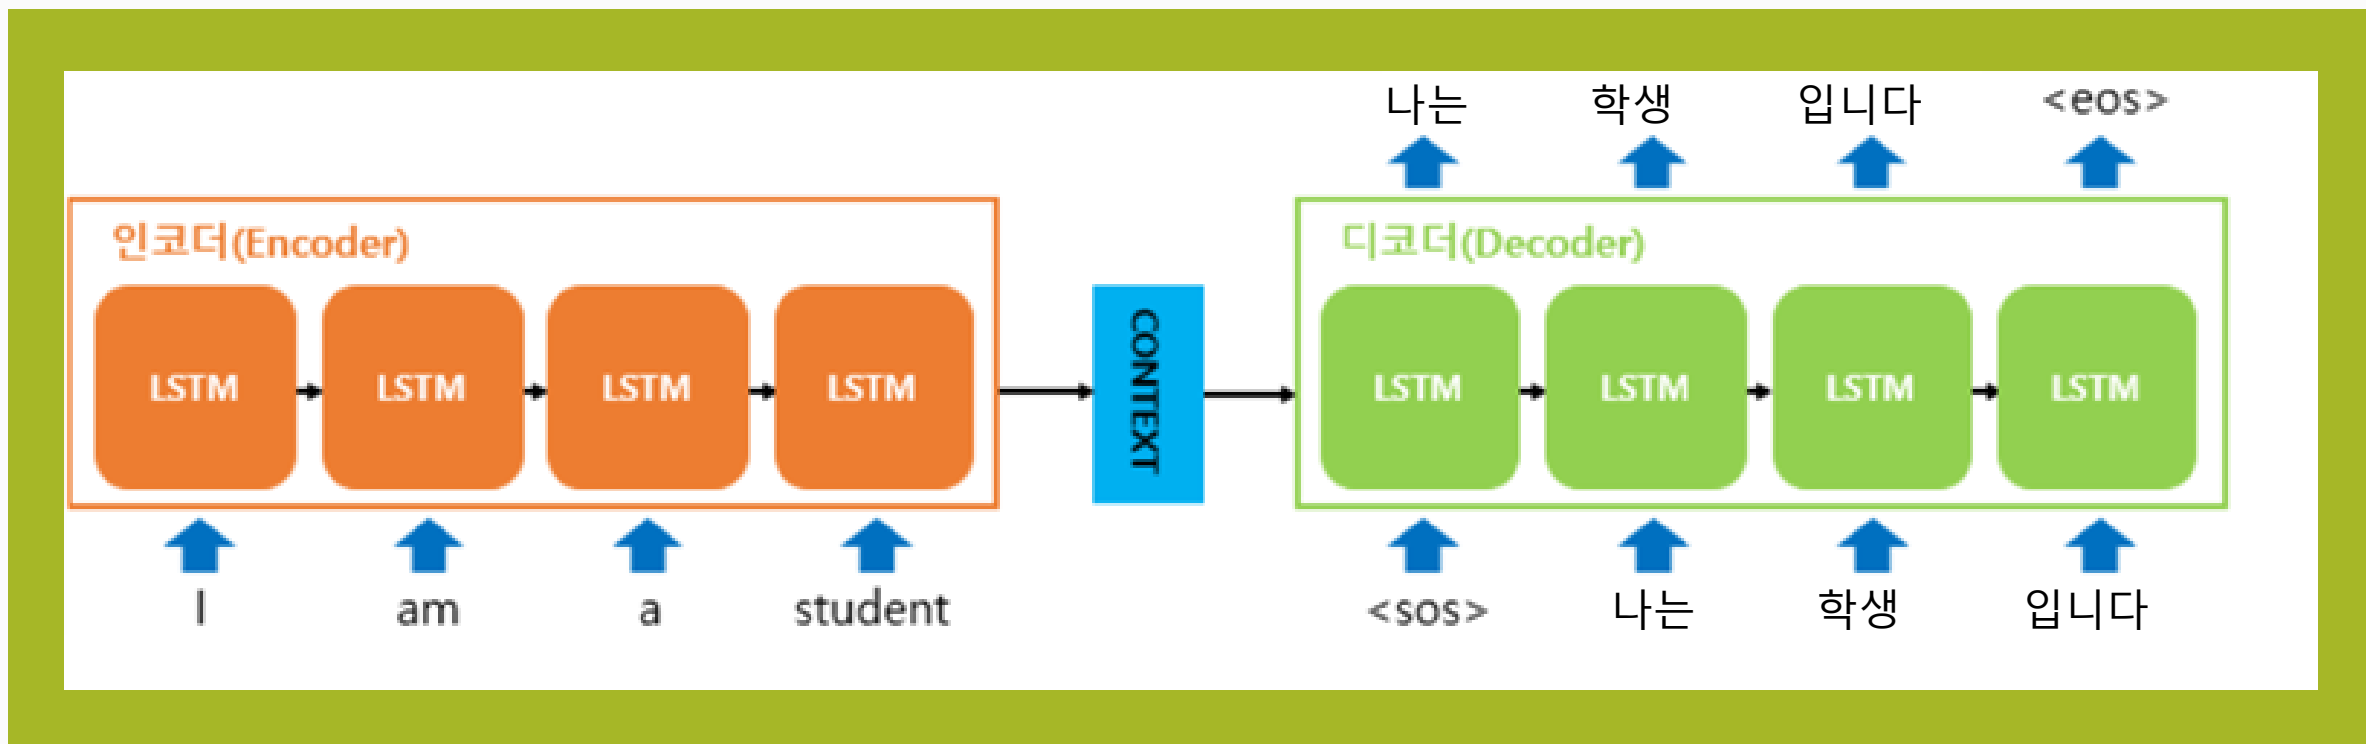 나는 학생 입니다 <eos>
인코더(Encoder)
디코더(Decoder)
LSTM LSTM LSTM LSTM
CONTEXT
LSTM LSTM LSTM LSTM
I am a student
<sos> 나는 학생 입니다